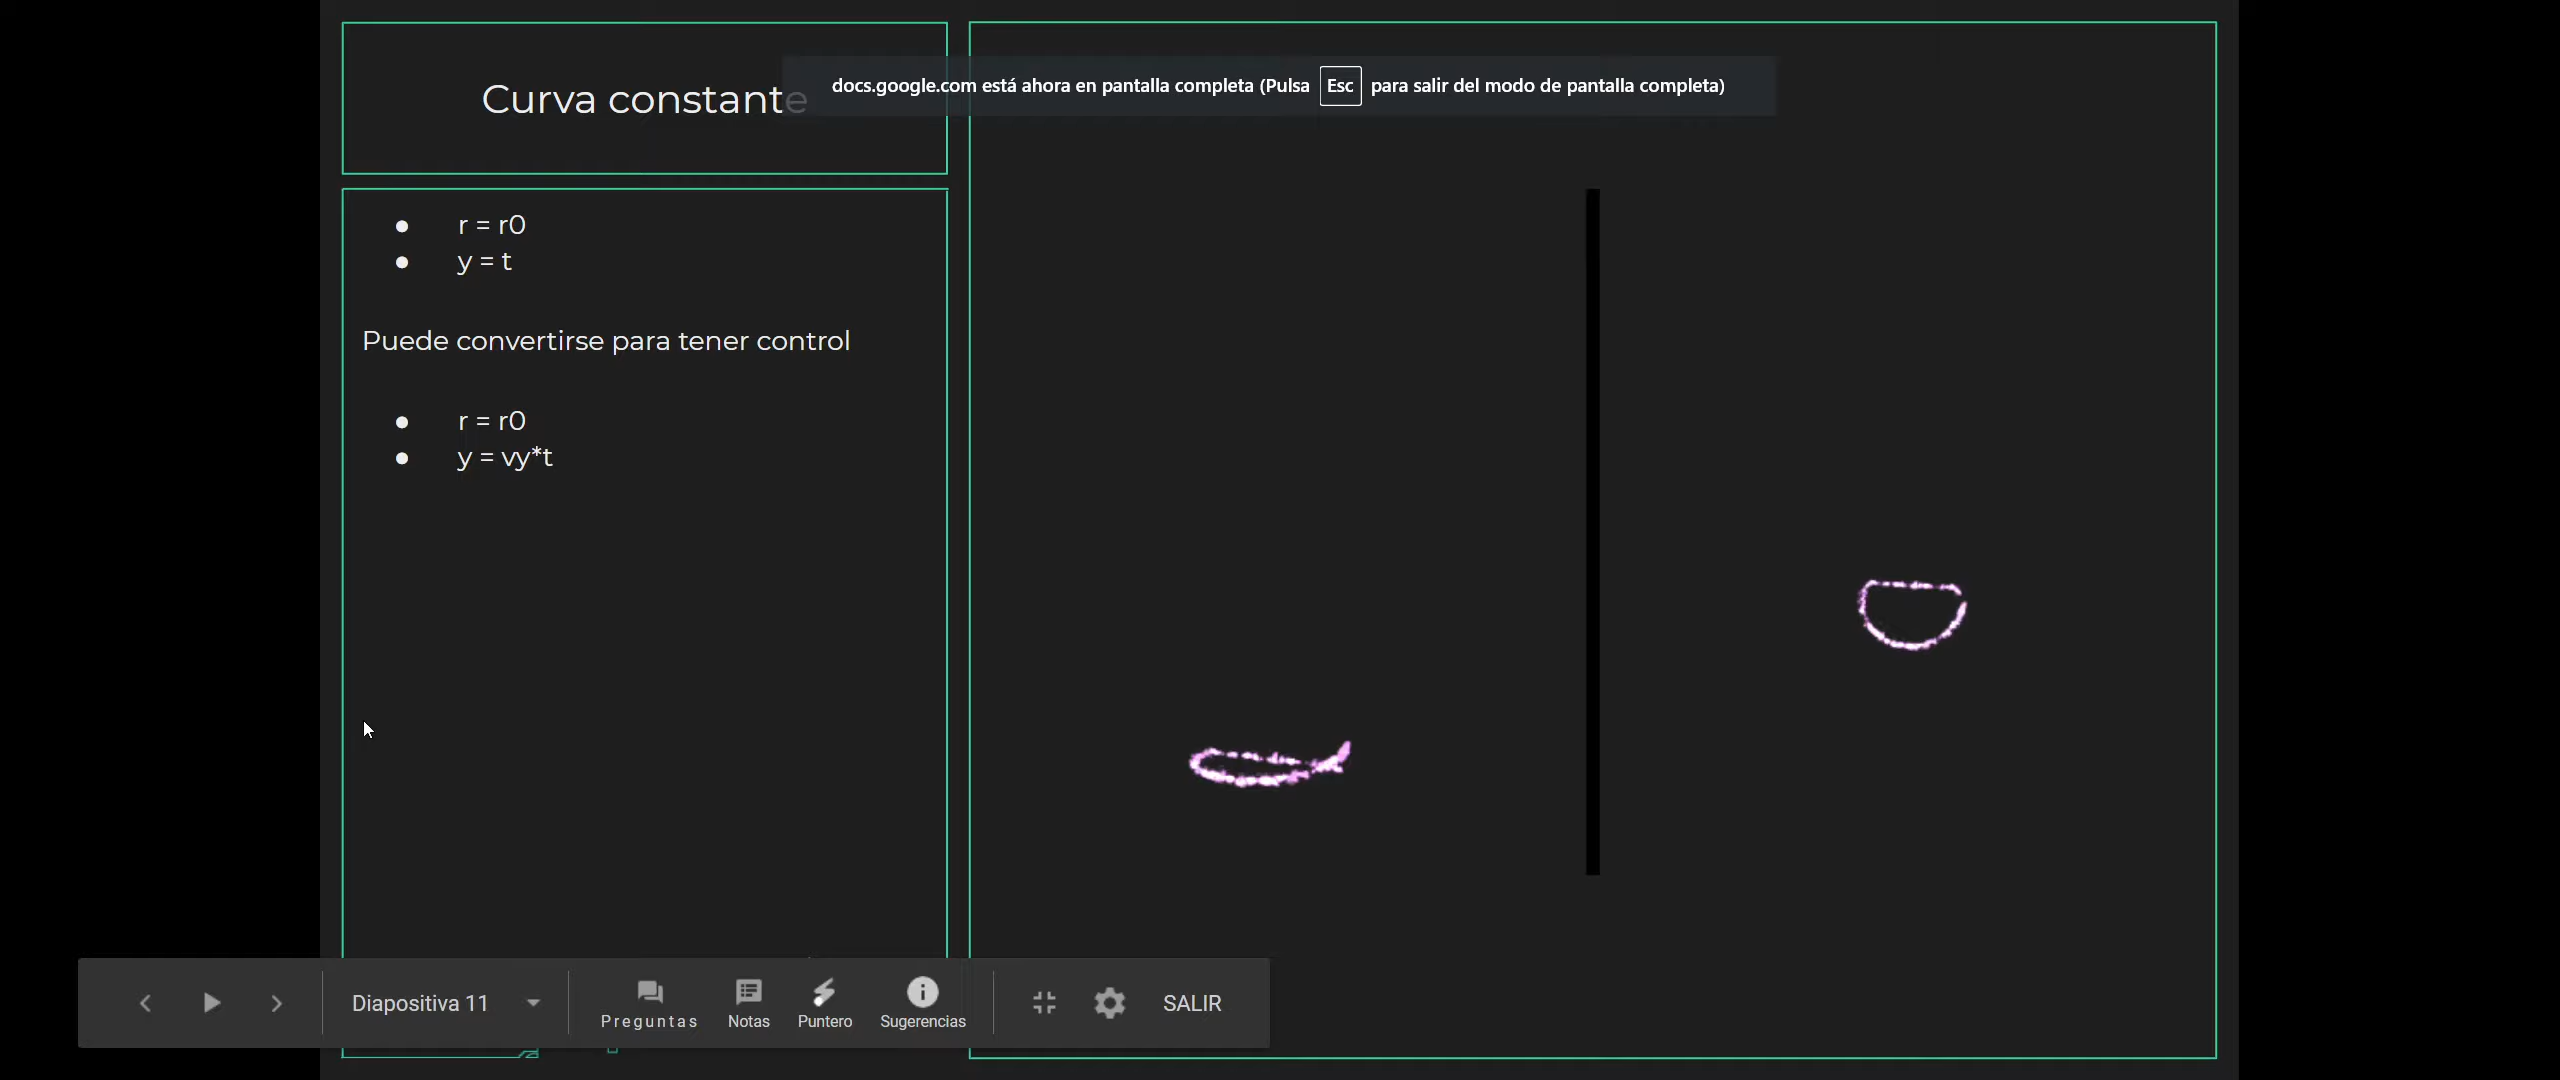 Curva constante
docs.google.com está ahora en pantalla completa (Pulsa Esc para salir del modo de pantalla completa)
● r = r0
● y = t
Puede convertirse para tener control
● r = r0
● y = vy*t
Diapositiva 11
Preguntas
Notas
Puntero
Sugerencias
SALIR